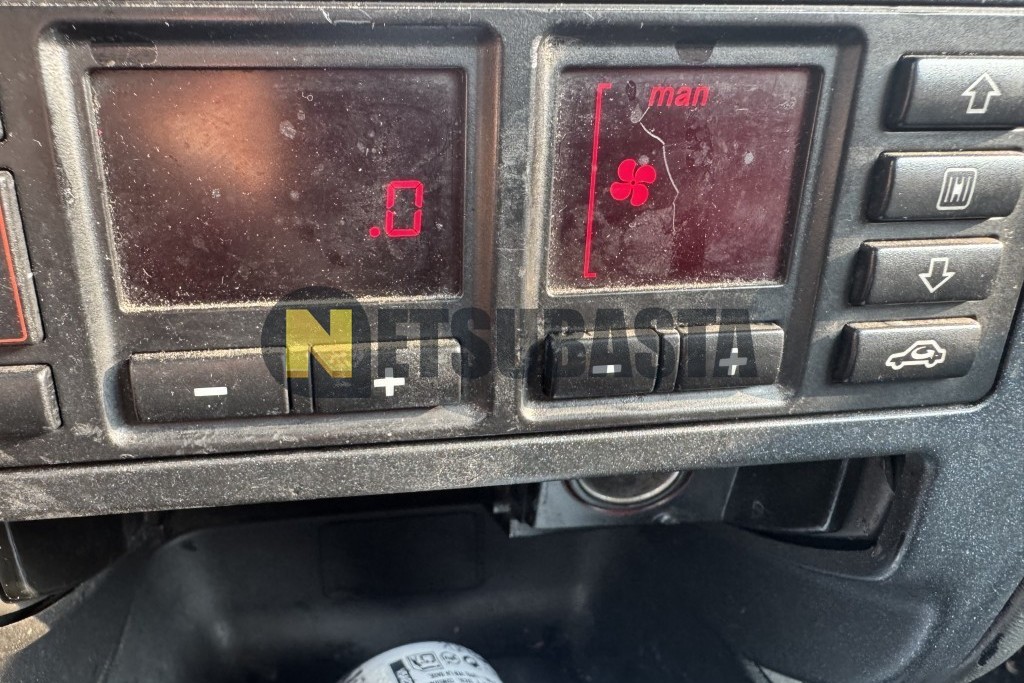 man
.0
NETSUBASTA
- +
- +